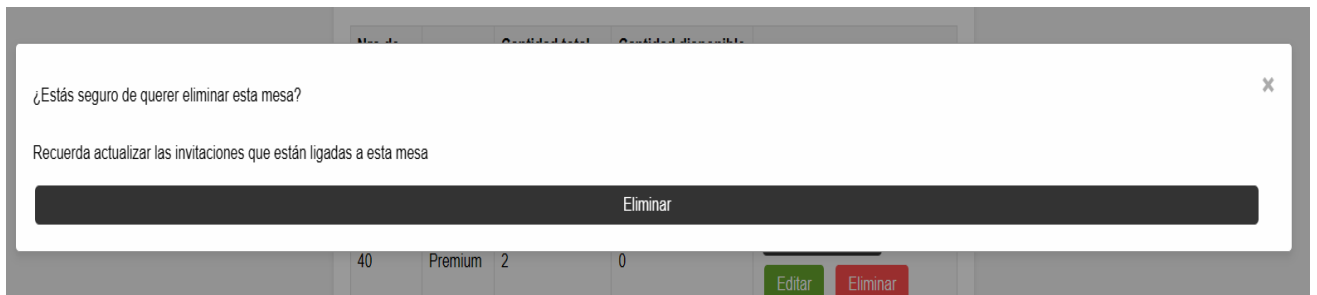 ¿Estás seguro de querer eliminar esta mesa?
×
Recuerda actualizar las invitaciones que están ligadas a esta mesa
Eliminar
40 Premium 2 0
Editar Eliminar